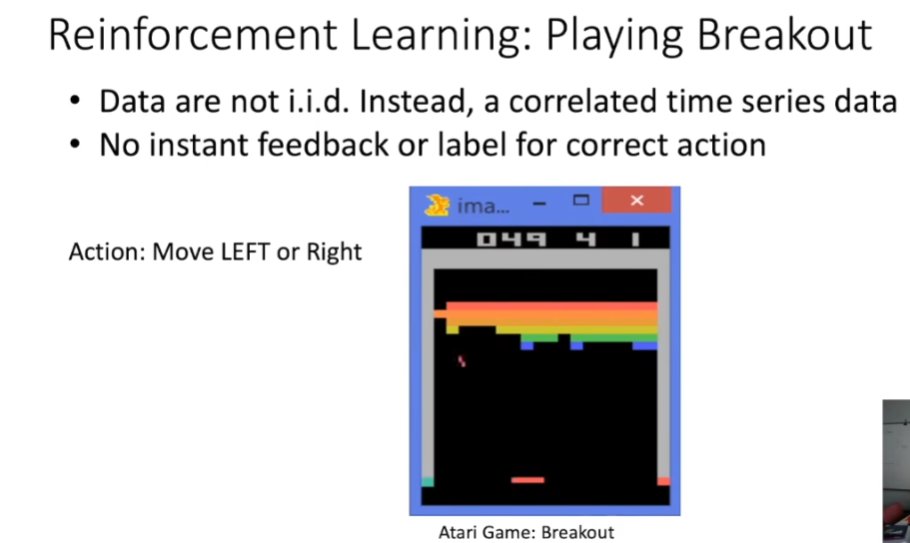 Reinforcement Learning: Playing Breakout
• Data are not i.i.d. Instead, a correlated time series data
• No instant feedback or label for correct action
ima...
049 4 1
Action: Move LEFT or Right
Atari Game: Breakout